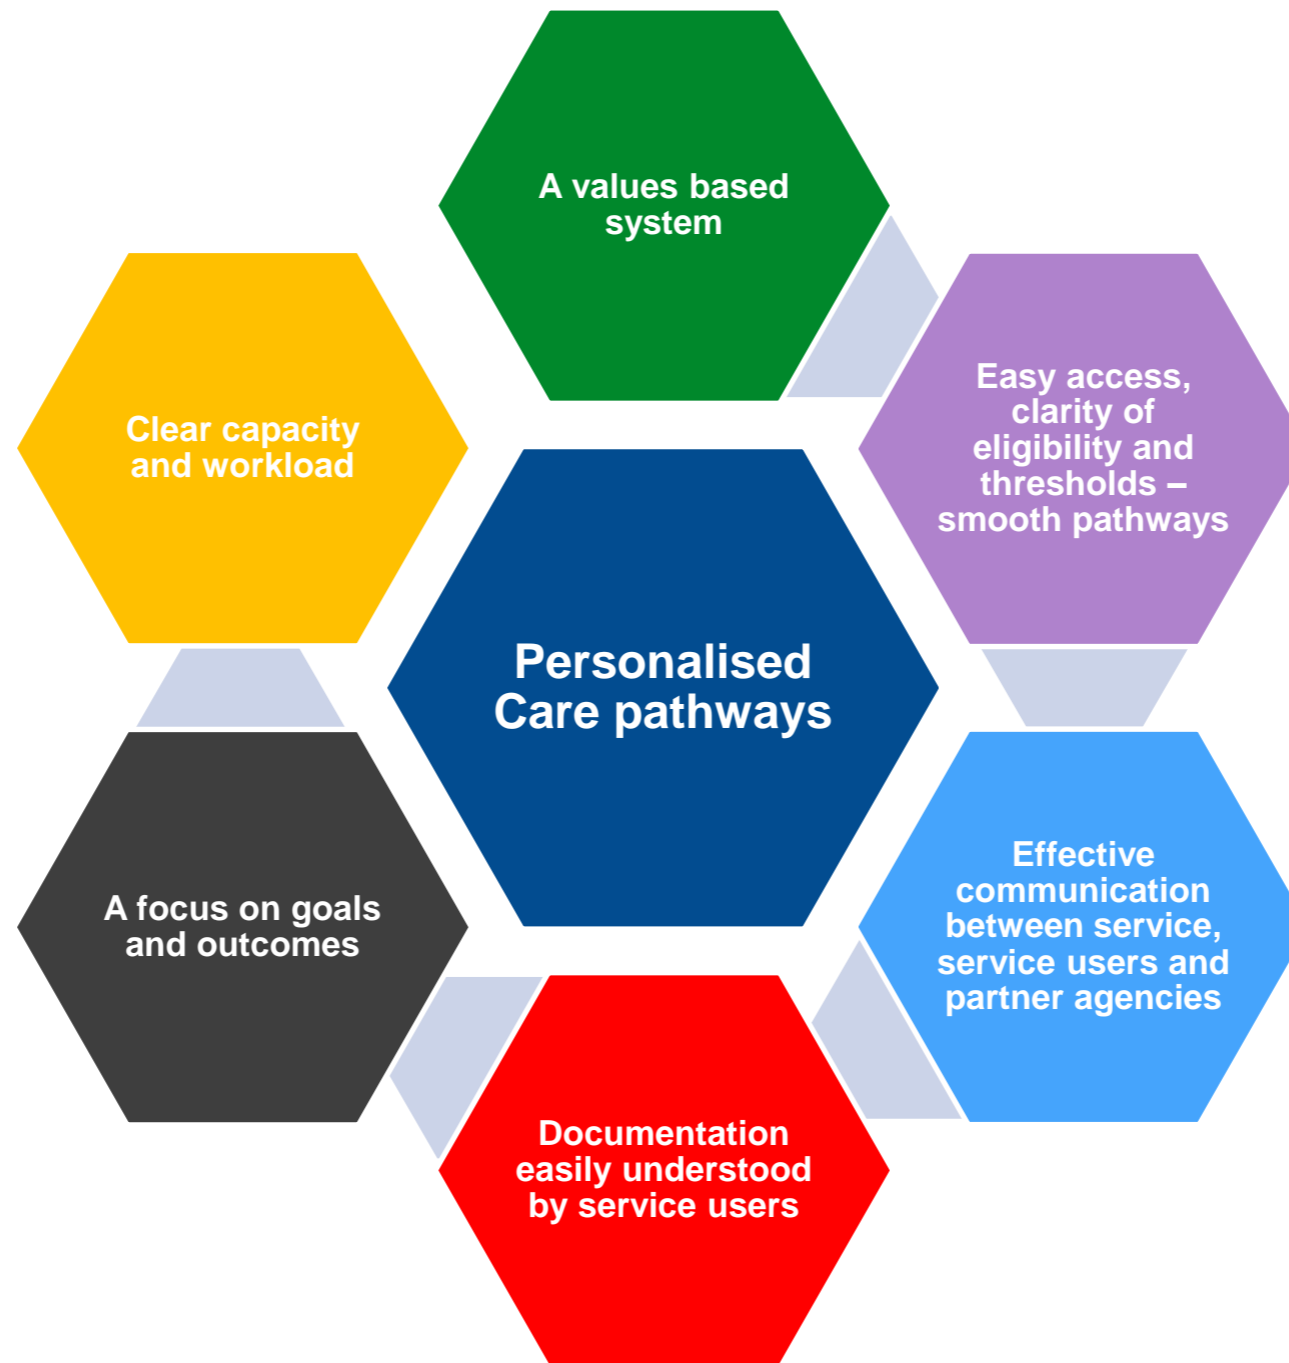 A values based
system
Easy access,
clarity of
eligibility and
thresholds –
smooth pathways
Effective
communication
between service,
service users and
partner agencies
Documentation
easily understood
by service users
A focus on goals
and outcomes
Clear capacity
and workload
Personalised
Care pathways